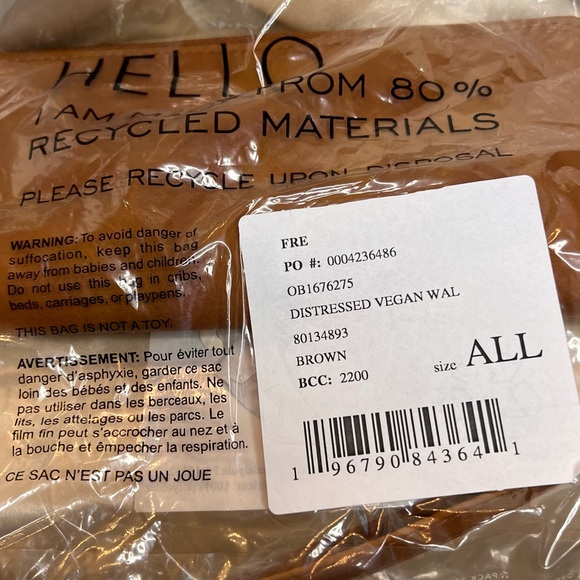 HELLO
I AM FROM 80%
RECYCLED MATERIALS
PLEASE RECYCLE UPON DISPOSAL
WARNING: To avoid danger of
suffocation, keep this bag
away from babies and children.
Do not use this bag in cribs,
beds, carriages, or playpens.
THIS BAG IS NOT A TOY.
AVERTISSEMENT: Pour éviter tout
danger d'asphyxie, garder ce sac
loin des bébés et des enfants. Ne
pas utiliser dans les berceaux, les
lits, les attelages ou les parcs. Le
film fin peut s'accrocher au nez et à
la bouche et êmpecher la respiration.
CE SAC N'EST PAS UN JOUE
FRE
PO #: 0004236486
OB1676275
DISTRESSED VEGAN WAL
80134893
BROWN
BCC: 2200
size ALL
1 96790 84364 1